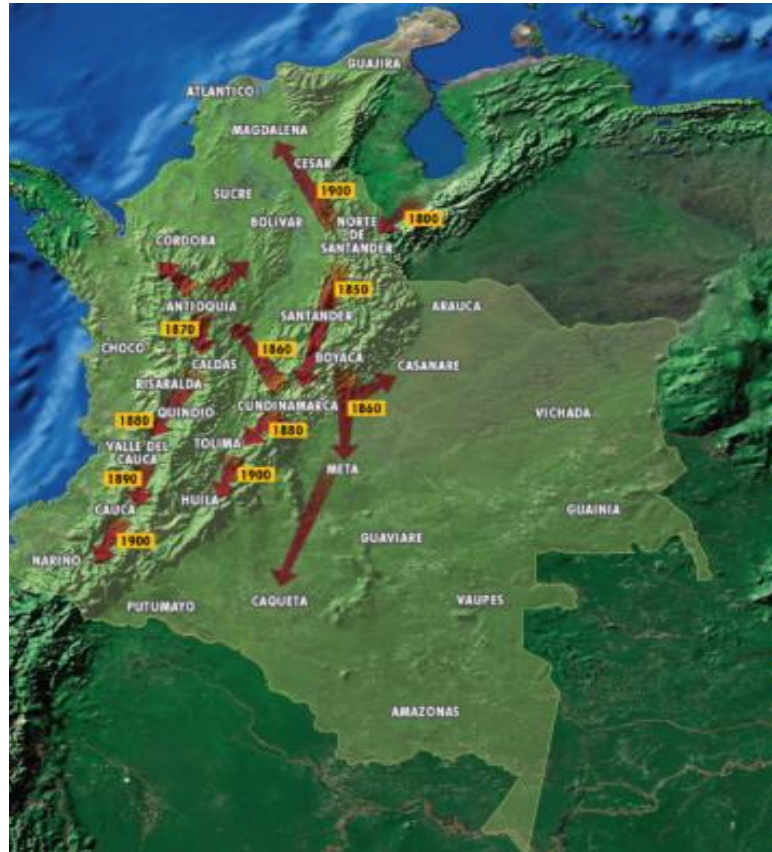 GUAJIRA
ATLANTICO
MAGDALENA
CESAR
1900
SUCRE
BOLIVAR
NORTE
DE
SANTANDER
1800
CORDOBA
1850
ANTIOQUIA
SANTANDER
ARAUCA
1870
CHOCO
1860
BOYACA
CALDAS
CASANARE
RISARALDA
QUINDIO
CUNDINAMARCA
1860
VICHADA
1880
1880
VALLE DEL
CAUCA
TOLIMA
META
1890
1900
HUILA
CAUCA
GUAINIA
1900
GUAVIARE
NARIÑO
PUTUMAYO
CAQUETA
VAUPES
AMAZONAS